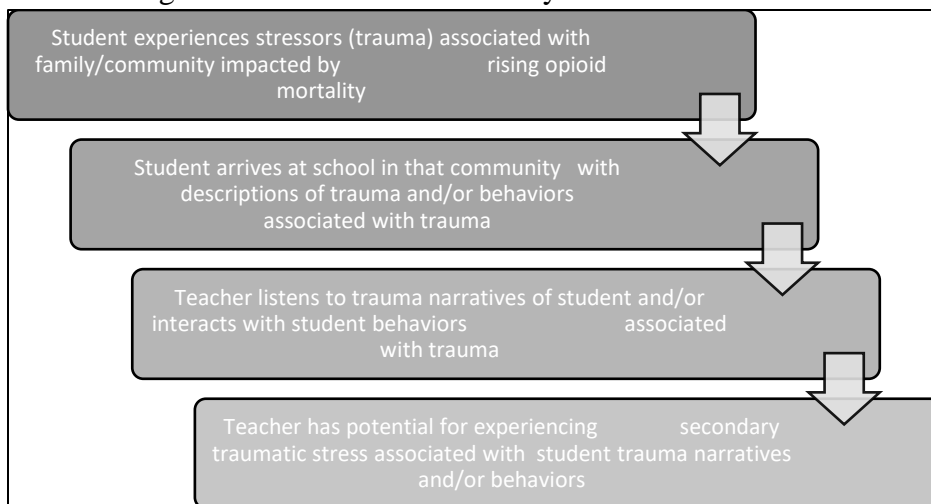 Student experiences stressors (trauma) associated with
family/community impacted by rising opioid
mortality
Student arrives at school in that community with
descriptions of trauma and/or behaviors
associated with trauma
Teacher listens to trauma narratives of student and/or
interacts with student behaviors associated
with trauma
Teacher has potential for experiencing secondary
traumatic stress associated with student trauma narratives
and/or behaviors